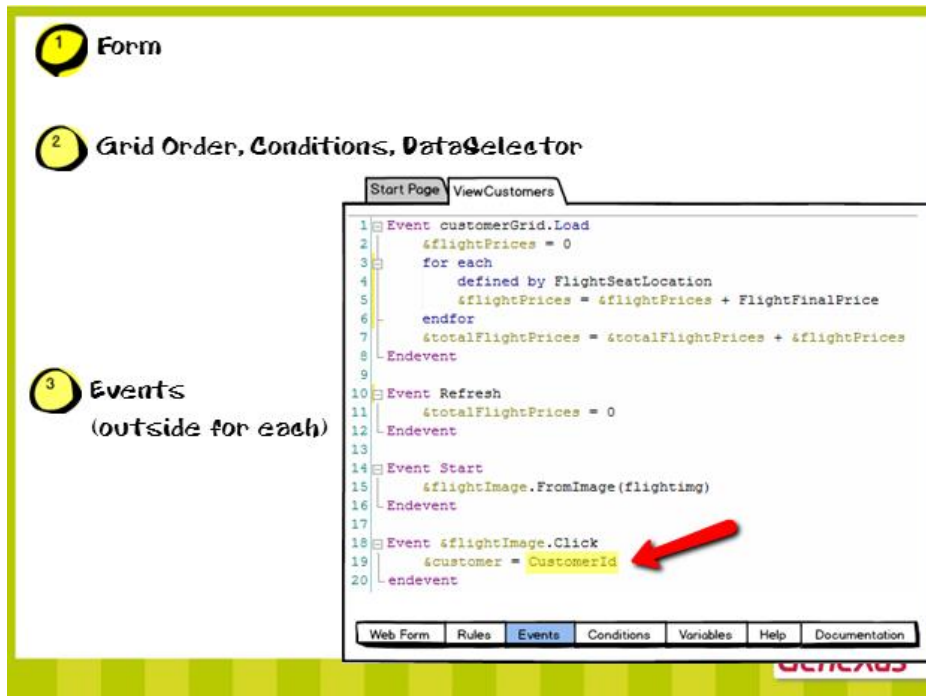 1 Form
2 Grid Order, Conditions, DataSelector
Start Page ViewCustomers
1 Event customerGrid.Load
2 &flightPrices = 0
3 for each
4 defined by FlightSeatLocation
5 &flightPrices = &flightPrices + FlightFinalPrice
6 endfor
7 &totalFlightPrices = &totalFlightPrices + &flightPrices
8 Endevent
9
10 Event Refresh
11 &totalFlightPrices = 0
12 Endevent
13
14 Event Start
15 &flightImage.FromImage(flightimg)
16 Endevent
17
18 Event &flightImage.Click
19 &customer = CustomerId
20 endevent
3 Events
(outside for each)
Web Form Rules Events Conditions Variables Help Documentation